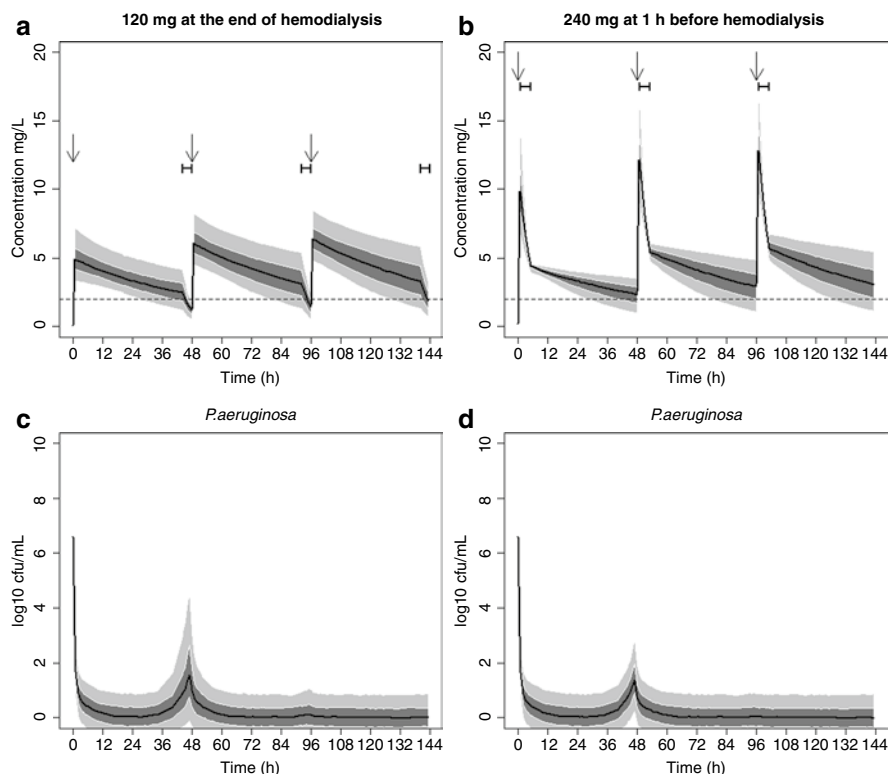 a 120 mg at the end of hemodialysis
Concentration mg/L
20
15
10
5
0
0 12 24 36 48 60 72 84 96 108 120 132 144
Time (h)
b 240 mg at 1 h before hemodialysis
Concentration mg/L
20
15
10
5
0
0 12 24 36 48 60 72 84 96 108 120 132 144
Time (h)
c P.aeruginosa
log10 cfu/mL
10
8
6
4
2
0
0 12 24 36 48 60 72 84 96 108 120 132 144
Time (h)
d P.aeruginosa
log10 cfu/mL
10
8
6
4
2
0
0 12 24 36 48 60 72 84 96 108 120 132 144
Time (h)